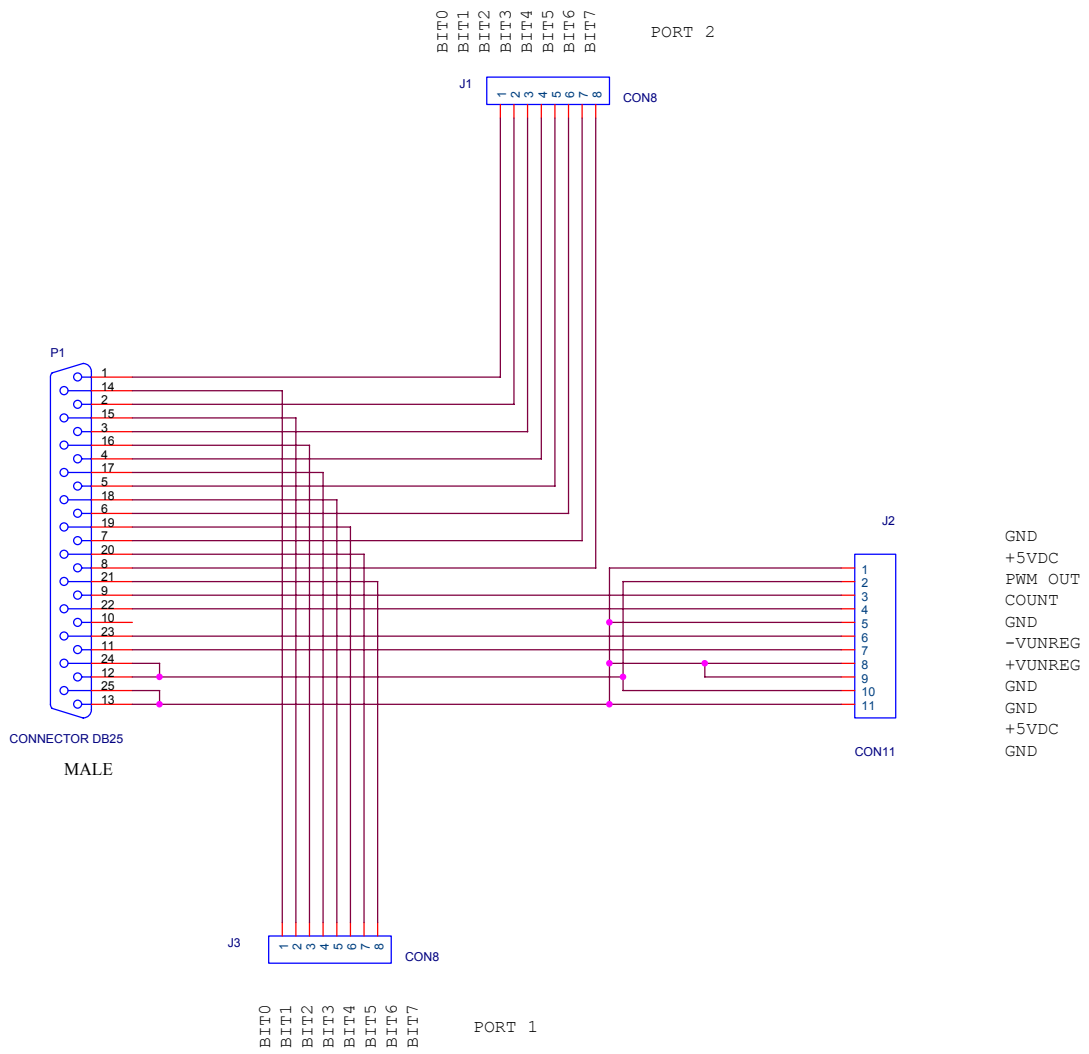 BIT0
BIT1
BIT2
BIT3
BIT4
BIT5
BIT6
BIT7
PORT 2
J1
1
2
3
4
5
6
7
8
CON8
P1
1
14
2
15
3
16
4
17
5
18
6
19
7
20
8
21
9
22
10
23
11
24
12
25
13
CONNECTOR DB25
MALE
J2
1
2
3
4
5
6
7
8
9
10
11
CON11
GND
+5VDC
PWM OUT
COUNT
GND
-VUNREG
+VUNREG
GND
GND
+5VDC
GND
J3
1
2
3
4
5
6
7
8
CON8
BIT0
BIT1
BIT2
BIT3
BIT4
BIT5
BIT6
BIT7
PORT 1